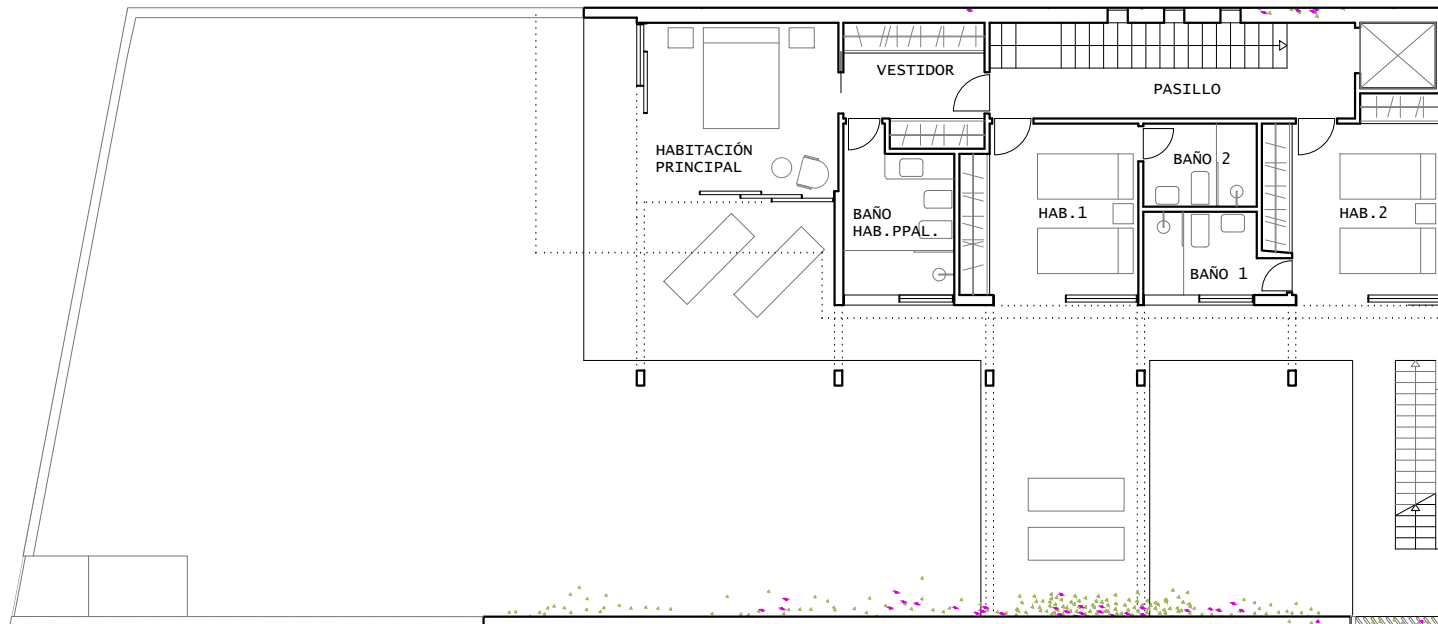 VESTIDOR
PASILLO
HABITACIÓN
PRINCIPAL
BAÑO 2
BAÑO
HAB.PPAL.
HAB.1
HAB.2
BAÑO 1